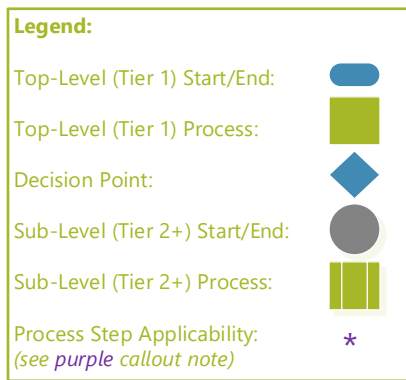 Legend:
Top-Level (Tier 1) Start/End:
Top-Level (Tier 1) Process:
Decision Point:
Sub-Level (Tier 2+) Start/End:
Sub-Level (Tier 2+) Process:
Process Step Applicability: *
(see purple callout note)